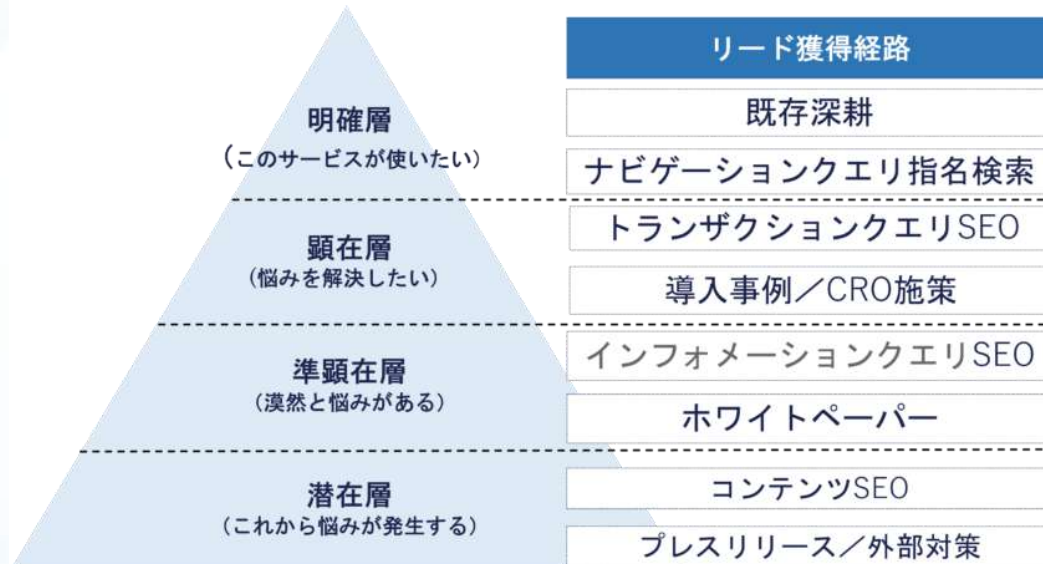 リード獲得経路
明確層
(このサービスが使いたい)
既存深耕
ナビゲーションクエリ指名検索
顕在層
(悩みを解決したい)
トランザクションクエリSEO
導入事例／CRO施策
準顕在層
(漠然と悩みがある)
インフォメーションクエリSEO
ホワイトペーパー
潜在層
(これから悩みが発生する)
コンテンツSEO
プレスリリース／外部対策